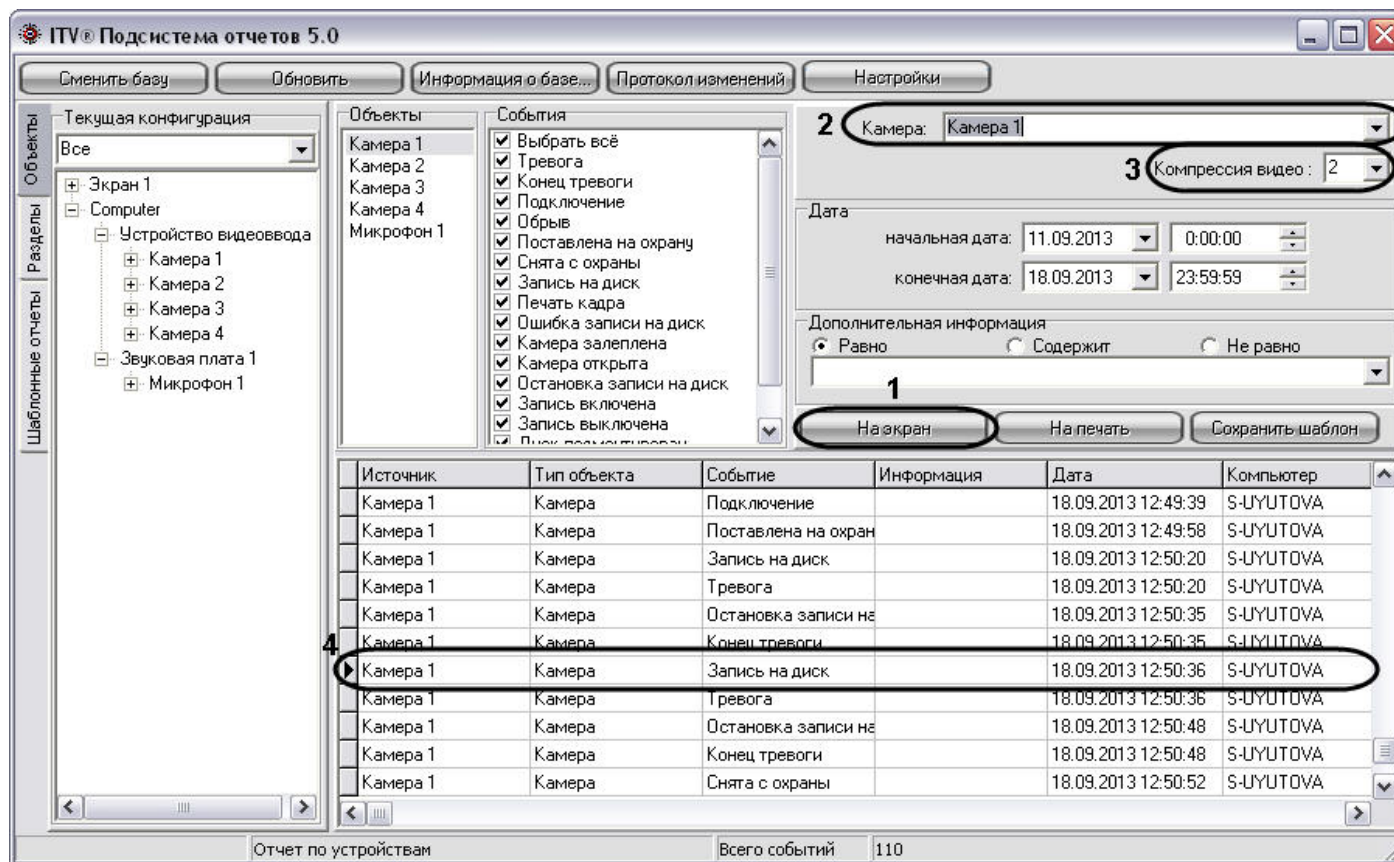 ITV® Подсистема отчетов 5.0
Сменить базу Обновить Информация о базе... Протокол изменений Настройки
Объекты
Разделы
Шаблонные отчеты
Текущая конфигурация
Все
Экран 1
Computer
Устройство видеоввода
Камера 1
Камера 2
Камера 3
Камера 4
Звуковая плата 1
Микрофон 1
Объекты
Камера 1
Камера 2
Камера 3
Камера 4
Микрофон 1
События
Выбрать всё
Тревога
Конец тревоги
Подключение
Обрыв
Поставлена на охрану
Снята с охраны
Запись на диск
Печать кадра
Ошибка записи на диск
Камера залеплена
Камера открыта
Остановка записи на диск
Запись включена
Запись выключена
2 Камера: Камера 1
3 Компрессия видео : 2
Дата
начальная дата: 11.09.2013 0:00:00
конечная дата: 18.09.2013 23:59:59
Дополнительная информация
Равно Содержит Не равно
1
На экран На печать Сохранить шаблон
Источник Тип объекта Событие Информация Дата Компьютер
Камера 1 Камера Подключение 18.09.2013 12:49:39 S-UYUTOVA
Камера 1 Камера Поставлена на охран 18.09.2013 12:49:58 S-UYUTOVA
Камера 1 Камера Запись на диск 18.09.2013 12:50:20 S-UYUTOVA
Камера 1 Камера Тревога 18.09.2013 12:50:20 S-UYUTOVA
Камера 1 Камера Остановка записи на 18.09.2013 12:50:35 S-UYUTOVA
Камера 1 Камера Конец тревоги 18.09.2013 12:50:35 S-UYUTOVA
4 Камера 1 Камера Запись на диск 18.09.2013 12:50:36 S-UYUTOVA
Камера 1 Камера Тревога 18.09.2013 12:50:36 S-UYUTOVA
Камера 1 Камера Остановка записи на 18.09.2013 12:50:48 S-UYUTOVA
Камера 1 Камера Конец тревоги 18.09.2013 12:50:48 S-UYUTOVA
Камера 1 Камера Снята с охраны 18.09.2013 12:50:52 S-UYUTOVA
Отчет по устройствам Всего событий 110